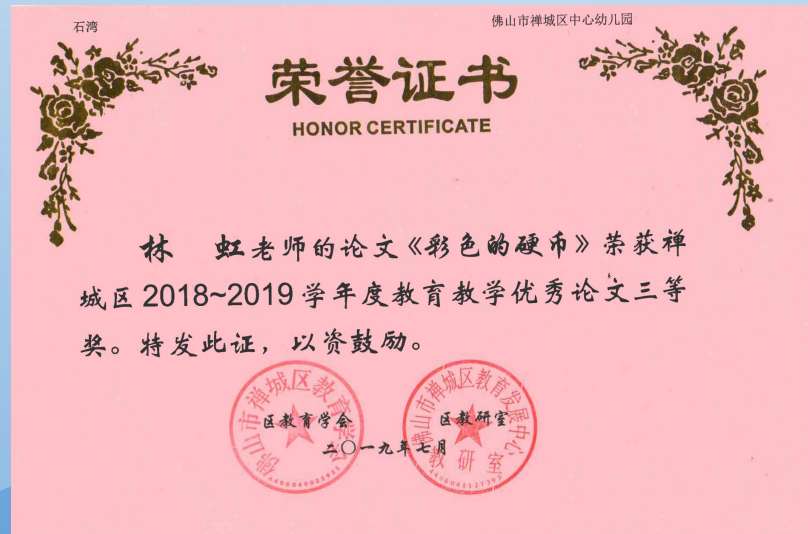 石湾
佛山市禅城区中心幼儿园
荣誉证书
HONOR CERTIFICATE
林 虹老师的论文《彩色的硬币》荣获禅
城区2018~2019学年度教育教学优秀论文三等
奖。特发此证，以资鼓励。
佛山市禅城区教育学会
区教育学会
佛山市禅城区教育发展中心
区教研室
二〇一九年七月
教研室